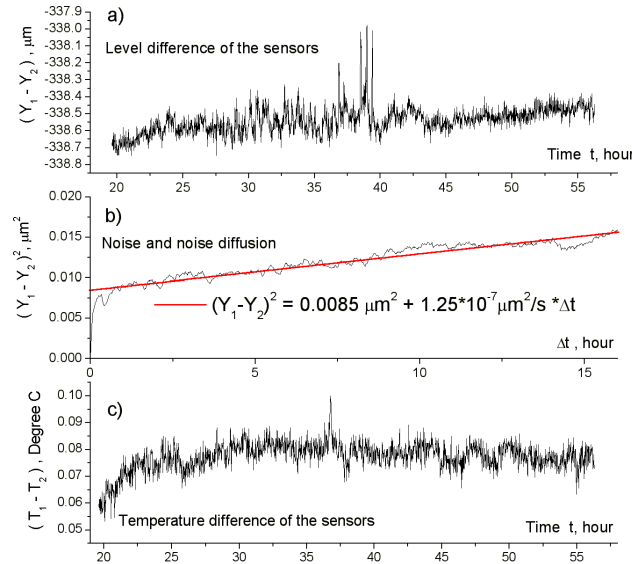 a)
Level difference of the sensors
( Y₁ - Y₂ ) , μm
-337.9
-338.0
-338.1
-338.2
-338.3
-338.4
-338.5
-338.6
-338.7
-338.8
20 25 30 35 40 45 50 55
Time t, hour
b)
Noise and noise diffusion
(Y₁ - Y₂)², μm²
0.020
0.015
0.010
0.005
0.000
(Y₁-Y₂)² = 0.0085 μm² + 1.25*10⁻⁷μm²/s *Δt
0 5 10 15
Δt , hour
c)
( T₁ - T₂ ) , Degree C
0.10
0.09
0.08
0.07
0.06
0.05
Temperature difference of the sensors
Time t, hour
20 25 30 35 40 45 50 55